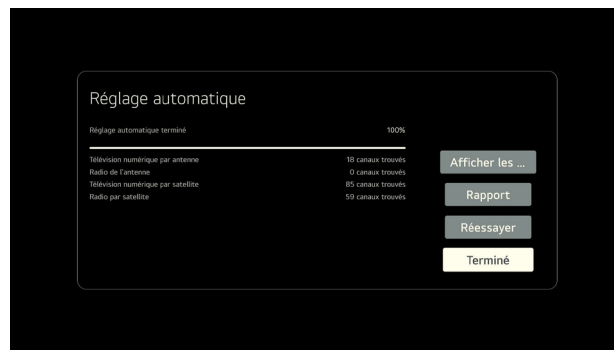 Réglage automatique
Réglage automatique terminé 100%
Télévision numérique par antenne 18 canaux trouvés
Radio de l'antenne 0 canaux trouvés
Télévision numérique par satellite 85 canaux trouvés
Radio par satellite 59 canaux trouvés
Afficher les ...
Rapport
Réessayer
Terminé